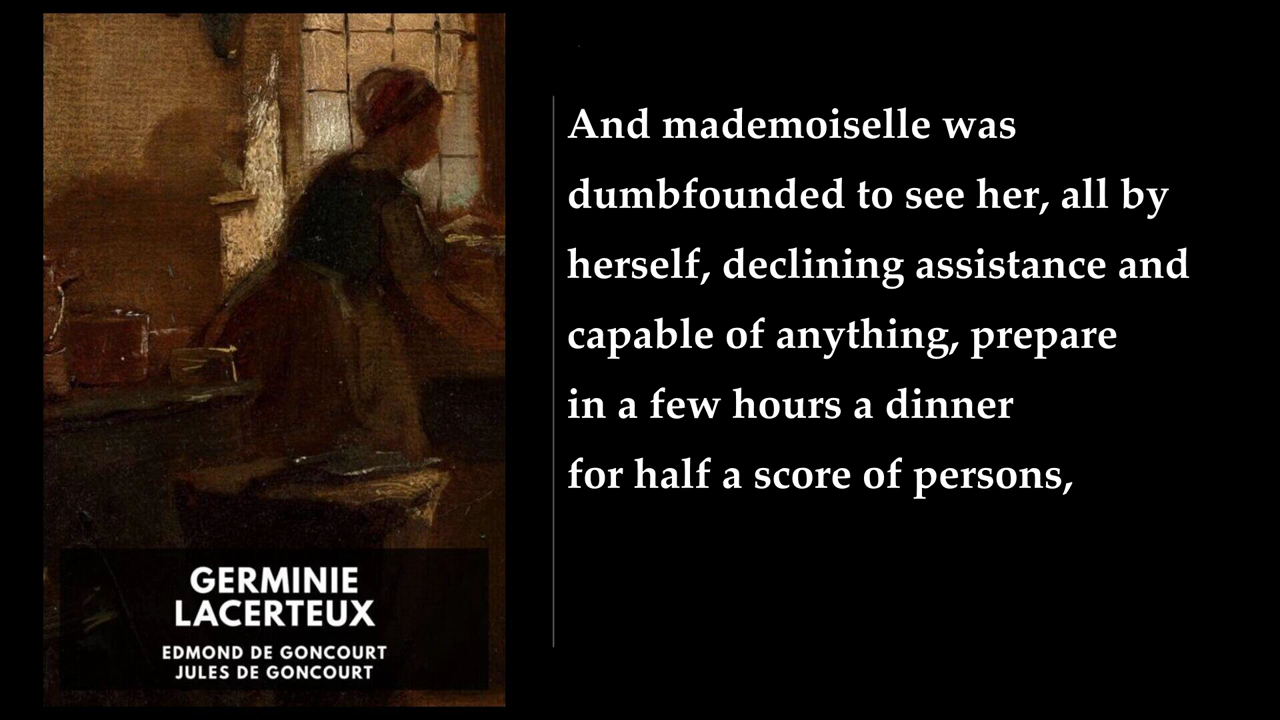 GERMINIE
LACERTEUX
EDMOND DE GONCOURT
JULES DE GONCOURT
And mademoiselle was
dumbfounded to see her, all by
herself, declining assistance and
capable of anything, prepare
in a few hours a dinner
for half a score of persons,